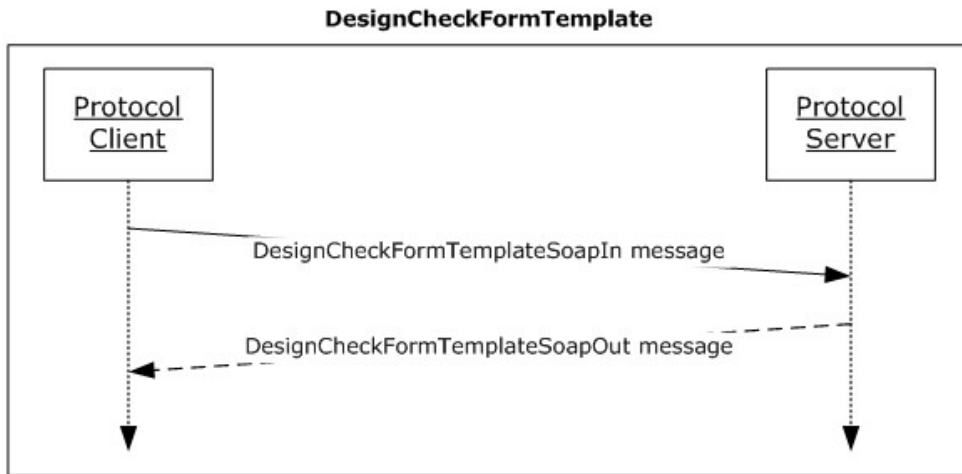 DesignCheckFormTemplate
Protocol
Client
Protocol
Server
DesignCheckFormTemplateSoapIn message
DesignCheckFormTemplateSoapOut message